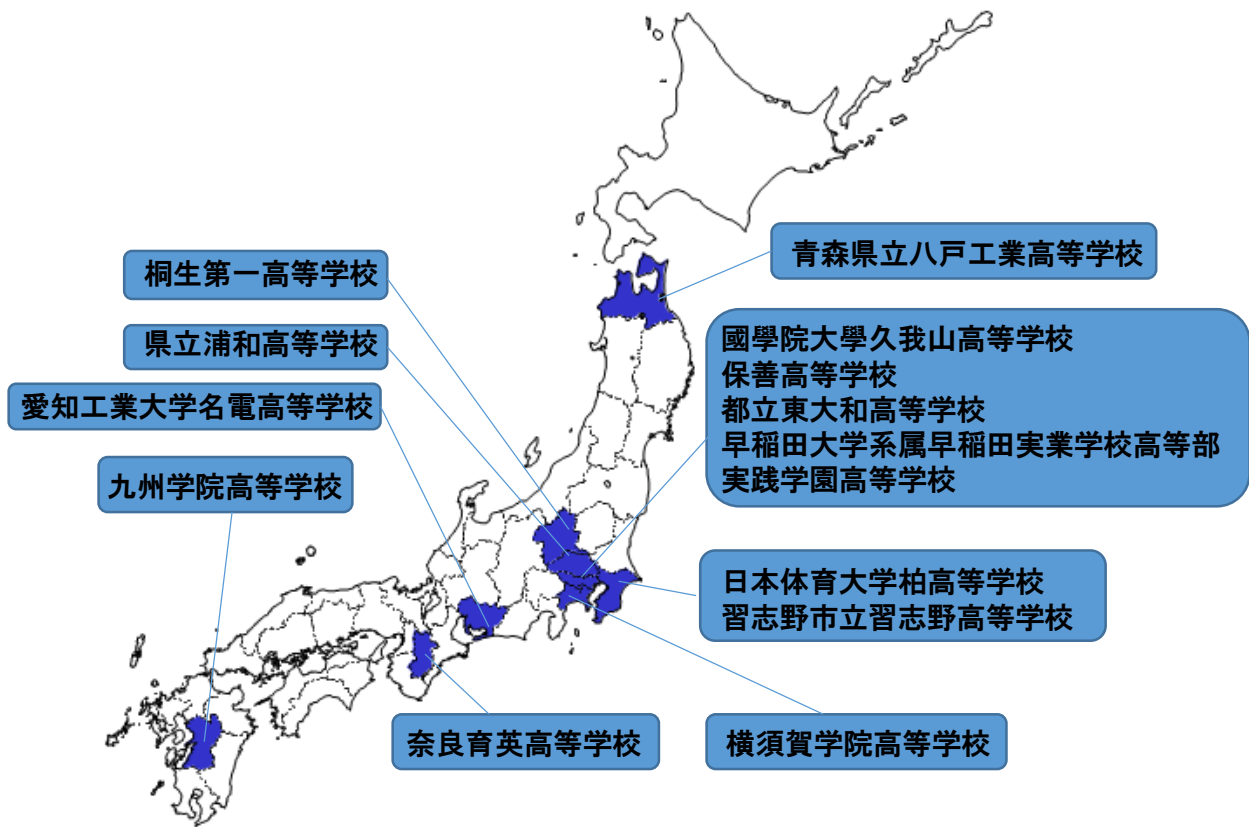 青森県立八戸工業高等学校
桐生第一高等学校
県立浦和高等学校
愛知工業大学名電高等学校
九州学院高等学校
國學院大學久我山高等学校
保善高等学校
都立東大和高等学校
早稲田大学系属早稲田実業学校高等部
実践学園高等学校
日本体育大学柏高等学校
習志野市立習志野高等学校
奈良育英高等学校
横須賀学院高等学校